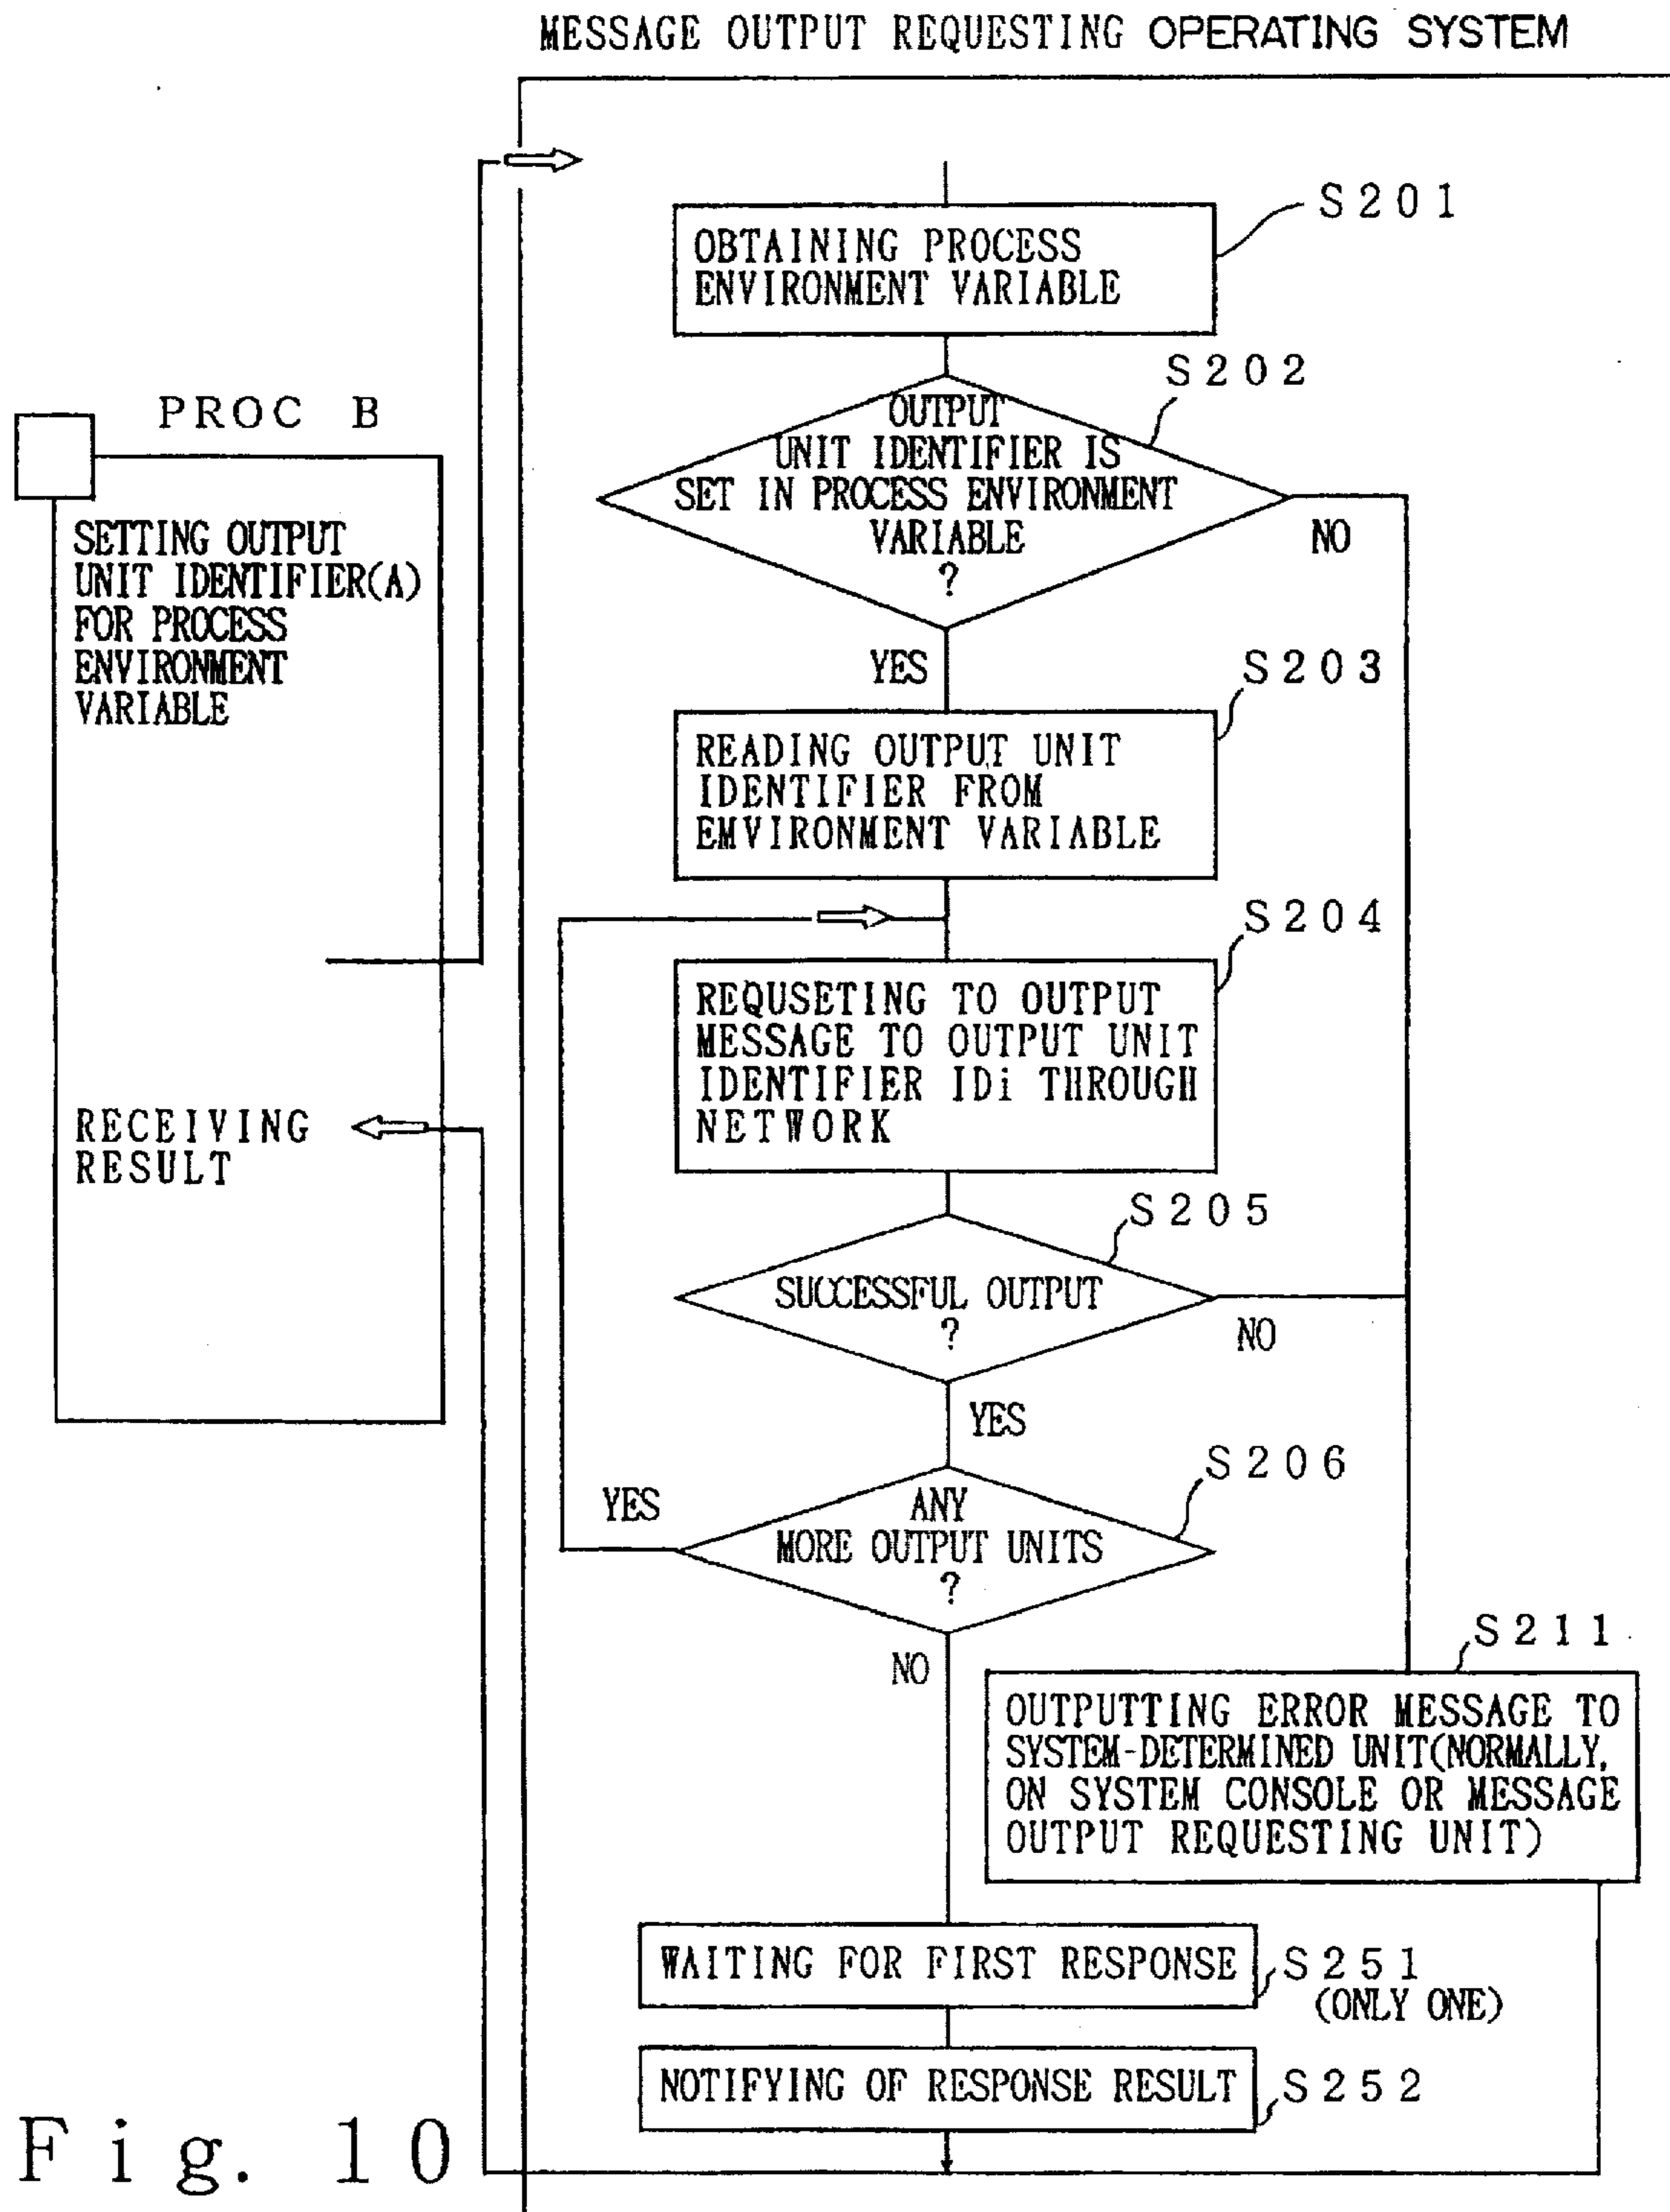 MESSAGE OUTPUT REQUESTING OPERATING SYSTEM
S201
OBTAINING PROCESS
ENVIRONMENT VARIABLE
S202
OUTPUT
UNIT IDENTIFIER IS
SET IN PROCESS ENVIRONMENT
VARIABLE
?
NO
YES
PROC B
SETTING OUTPUT
UNIT IDENTIFIER(A)
FOR PROCESS
ENVIRONMENT
VARIABLE
RECEIVING
RESULT
S203
READING OUTPUT UNIT
IDENTIFIER FROM
EMVIRONMENT VARIABLE
S204
REQUSETING TO OUTPUT
MESSAGE TO OUTPUT UNIT
IDENTIFIER IDi THROUGH
NETWORK
S205
SUCCESSFUL OUTPUT
?
NO
YES
S206
YES
ANY
MORE OUTPUT UNITS
?
NO
S211
OUTPUTTING ERROR MESSAGE TO
SYSTEM-DETERMINED UNIT(NORMALLY,
ON SYSTEM CONSOLE OR MESSAGE
OUTPUT REQUESTING UNIT)
WAITING FOR FIRST RESPONSE
S251
(ONLY ONE)
NOTIFYING OF RESPONSE RESULT
S252
Fig. 10